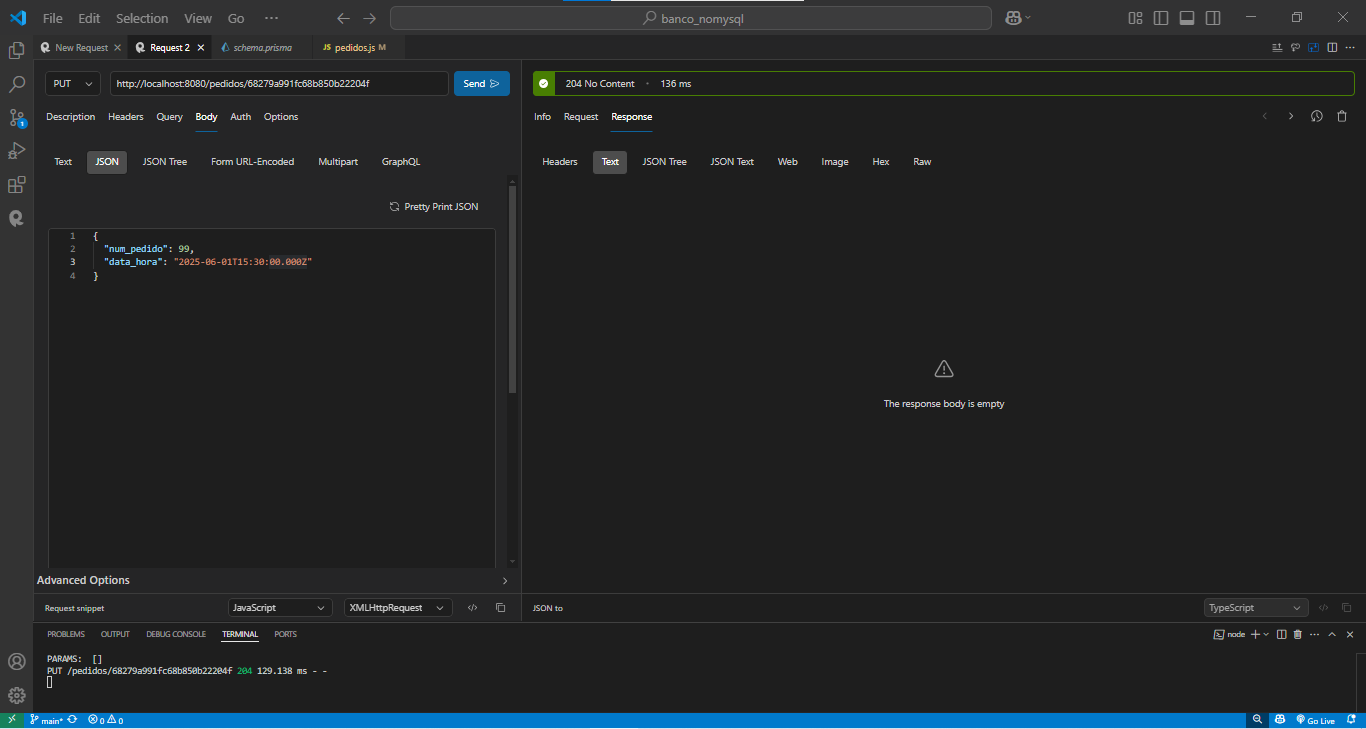 File Edit Selection View Go ··· banco_nomysql
New Request Request 2 schema.prisma JS pedidos.js M
PUT http://localhost:8080/pedidos/68279a991fc68b850b22204f Send
204 No Content · 136 ms
Description Headers Query Body Auth Options
Info Request Response
Text JSON JSON Tree Form URL-Encoded Multipart GraphQL
Headers Text JSON Tree JSON Text Web Image Hex Raw
Pretty Print JSON
1 {
2 "num_pedido": 99,
3 "data_hora": "2025-06-01T15:30:00.000Z"
4 }
The response body is empty
Advanced Options
Request snippet JavaScript XMLHttpRequest
JSON to TypeScript
PROBLEMS OUTPUT DEBUG CONSOLE TERMINAL PORTS node
PARAMS: []
PUT /pedidos/68279a991fc68b850b22204f 204 129.138 ms - -
1
main* 0 0 Go Live